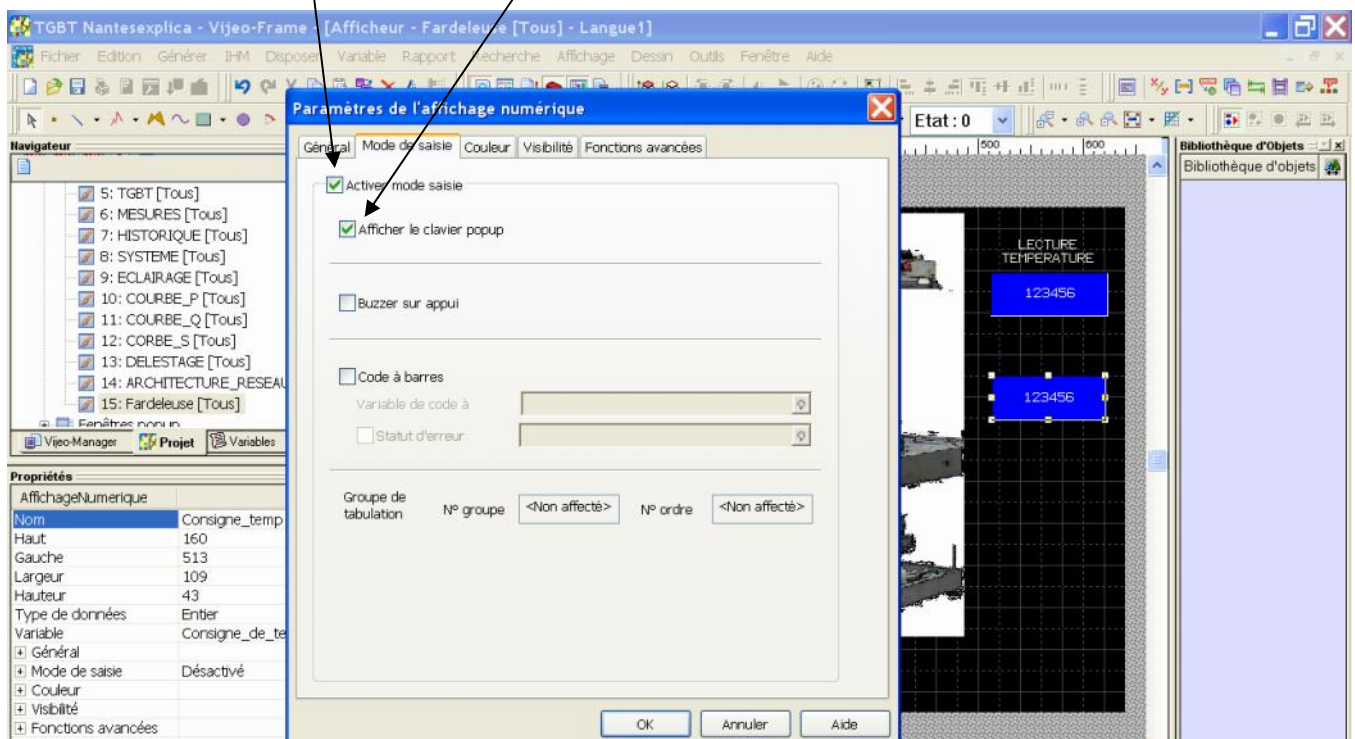 TGBT Nantesexplica - Vijeo-Frame - [Afficheur - Fardeleuse [Tous] - Langue1]
Fichier Edition Générer IHM Disposer Variable Rapport Recherche Affichage Dessin Outils Fenêtre Aide
Paramètres de l'affichage numérique
Etat : 0
Navigateur
Général Mode de saisie Couleur Visibilité Fonctions avancées
500 600
Bibliothèque d'Objets
Bibliothèque d'objets
Activer mode saisie
5: TGBT [Tous]
6: MESURES [Tous]
7: HISTORIQUE [Tous]
8: SYSTEME [Tous]
9: ECLAIRAGE [Tous]
10: COURBE_P [Tous]
11: COURBE_Q [Tous]
12: CORBE_S [Tous]
13: DELESTAGE [Tous]
14: ARCHITECTURE_RESEAU
15: Fardeleuse [Tous]
Fenêtres popup
Afficher le clavier popup
Buzzer sur appui
Code à barres
Variable de code à
Statut d'erreur
Groupe de tabulation
N° groupe <Non affecté> N° ordre <Non affecté>
LECTURE
TEMPERATURE
123456
123456
Vijeo-Manager Projet Variables
Propriétés
AffichageNumerique
Nom Consigne_temp
Haut 160
Gauche 513
Largeur 109
Hauteur 43
Type de données Entier
Variable Consigne_de_te
Général
Mode de saisie Désactivé
Couleur
Visibilité
Fonctions avancées
OK Annuler Aide